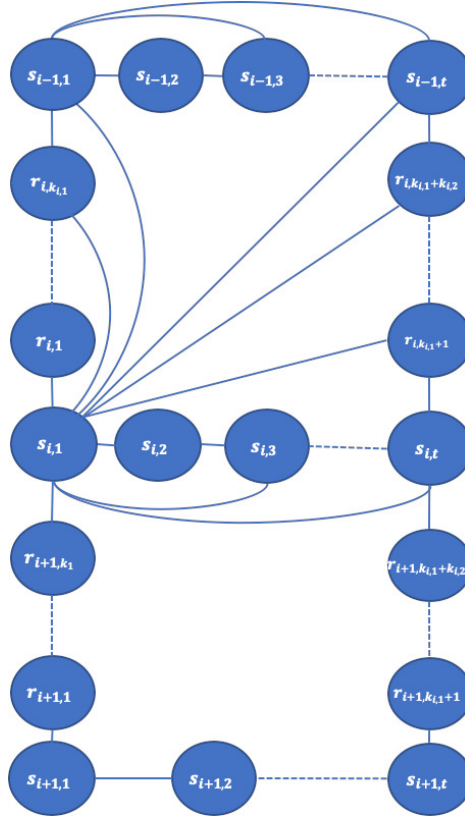 s_{i−1,1} s_{i−1,2} s_{i−1,3} s_{i−1,t}
r_{i,k_{i,1}} r_{i,k_{i,1}+k_{i,2}}
r_{i,1} r_{i,k_{i,1}+1}
s_{i,1} s_{i,2} s_{i,3} s_{i,t}
r_{i+1,k_1} r_{i+1,k_{i,1}+k_{i,2}}
r_{i+1,1} r_{i+1,k_{i,1}+1}
s_{i+1,1} s_{i+1,2} s_{i+1,t}